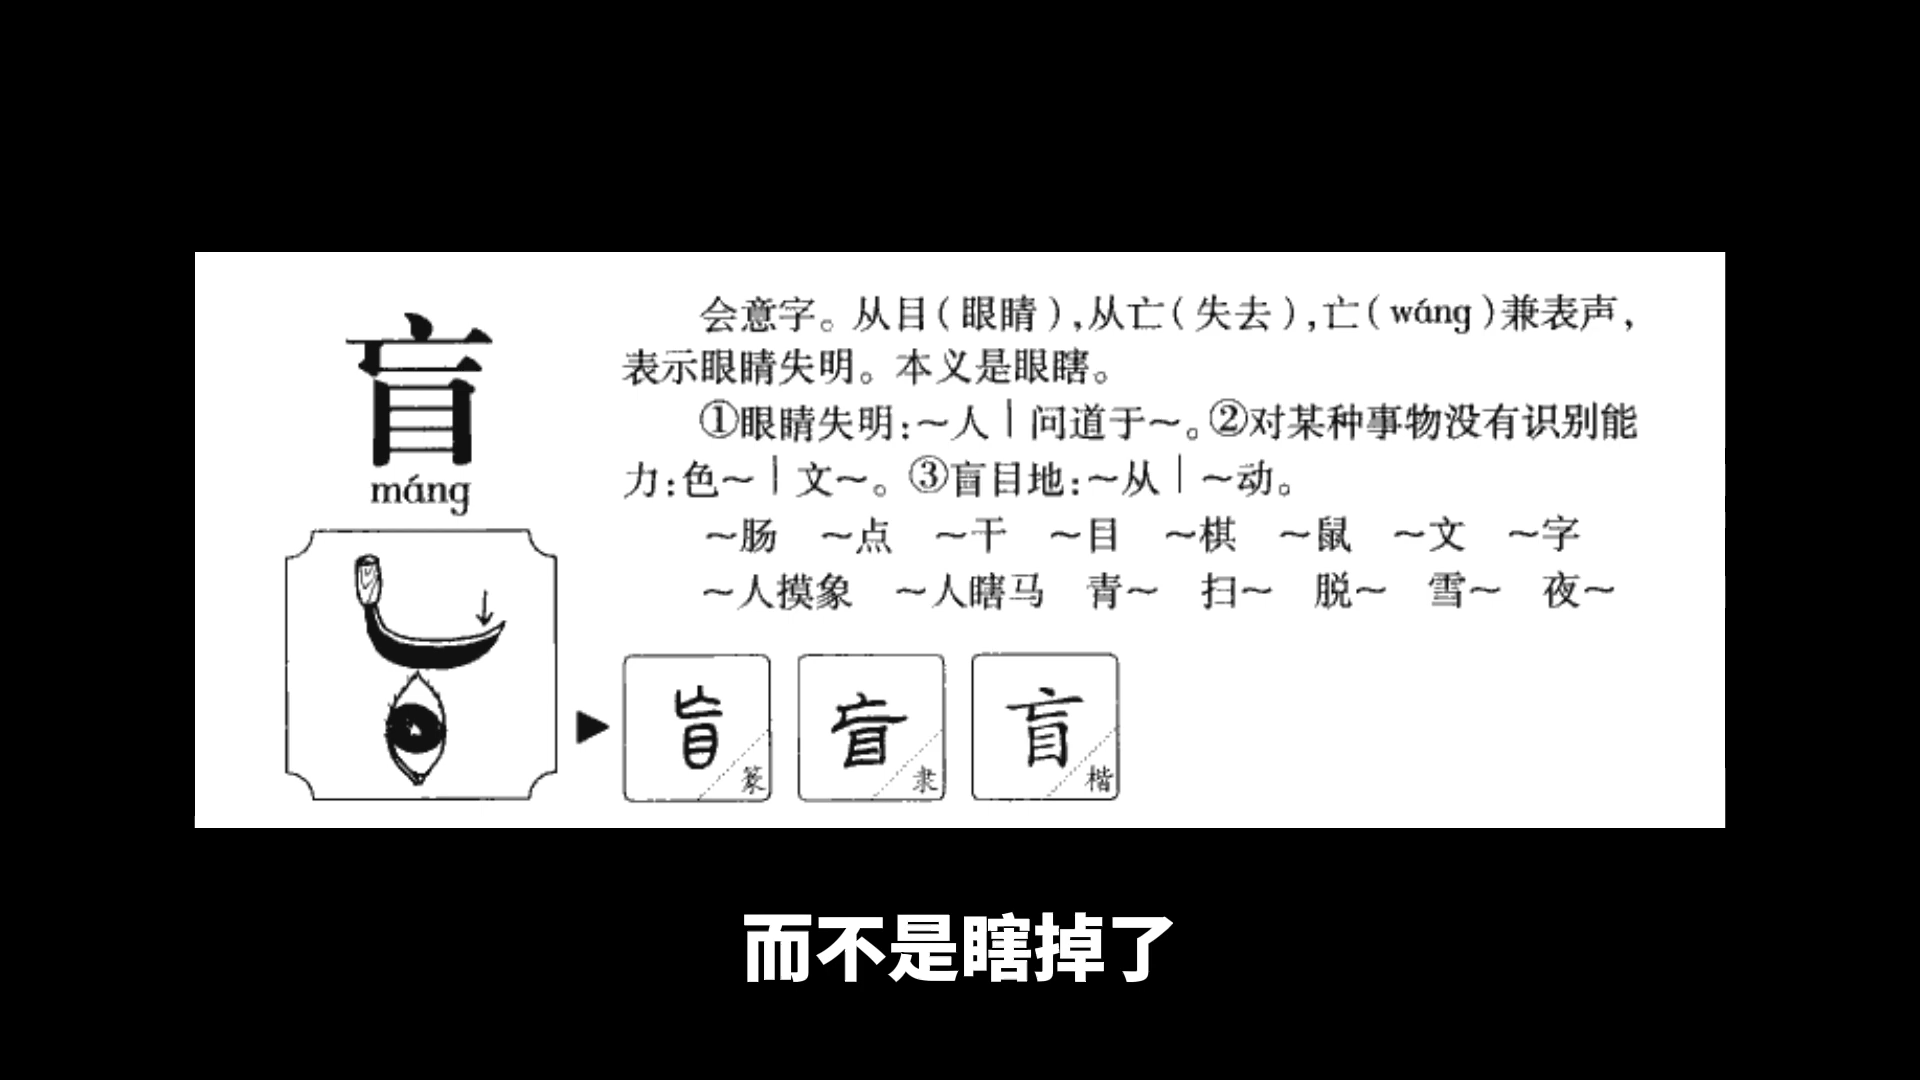 盲
máng
会意字。从目(眼睛),从亡(失去),亡(wáng)兼表声,
表示眼睛失明。本义是眼瞎。
①眼睛失明:~人|问道于~。②对某种事物没有识别能
力:色~|文~。③盲目地:~从|~动。
~肠 ~点 ~干 ~目 ~棋 ~鼠 ~文 ~字
~人摸象 ~人瞎马 青~ 扫~ 脱~ 雪~ 夜~
盲 篆 盲 隶 盲 楷
而不是瞎掉了